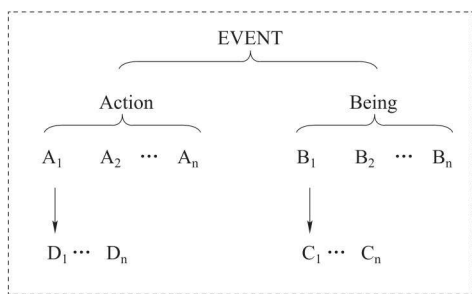 EVENT
Action Being
A₁ A₂ ··· Aₙ B₁ B₂ ··· Bₙ
D₁ ··· Dₙ C₁ ··· Cₙ